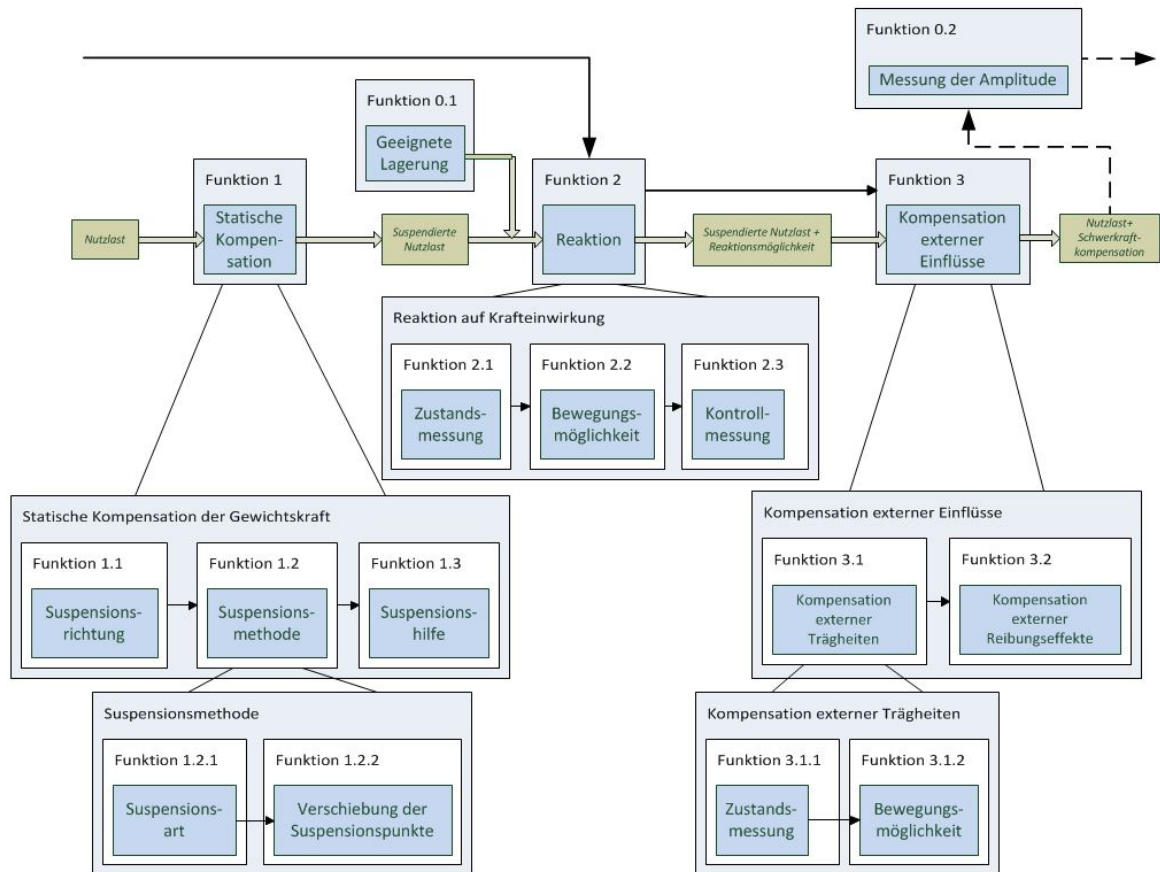 Funktion 0.2
Messung der Amplitude
Funktion 0.1
Geeignete
Lagerung
Funktion 1
Statische
Kompen-
sation
Funktion 2
Reaktion
Funktion 3
Kompensation
externer
Einflüsse
Nutzlast
Suspendierte
Nutzlast
Suspendierte Nutzlast +
Reaktionsmöglichkeit
Nutzlast+
Schwerkraft-
kompensation
Reaktion auf Krafteinwirkung
Funktion 2.1
Zustands-
messung
Funktion 2.2
Bewegungs-
möglichkeit
Funktion 2.3
Kontroll-
messung
Statische Kompensation der Gewichtskraft
Funktion 1.1
Suspensions-
richtung
Funktion 1.2
Suspensions-
methode
Funktion 1.3
Suspensions-
hilfe
Kompensation externer Einflüsse
Funktion 3.1
Kompensation
externer
Trägheiten
Funktion 3.2
Kompensation
externer
Reibungseffekte
Suspensionsmethode
Funktion 1.2.1
Suspensions-
art
Funktion 1.2.2
Verschiebung der
Suspensionspunkte
Kompensation externer Trägheiten
Funktion 3.1.1
Zustands-
messung
Funktion 3.1.2
Bewegungs-
möglichkeit